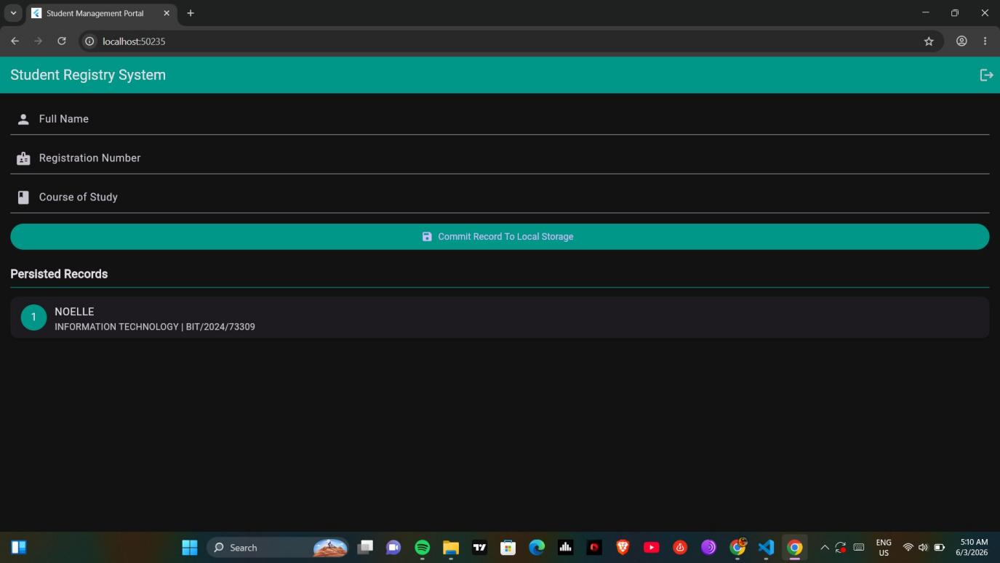 Student Management Portal
localhost:50235
Student Registry System
Full Name
Registration Number
Course of Study
Commit Record To Local Storage
Persisted Records
1
NOELLE
INFORMATION TECHNOLOGY | BIT/2024/73309
Search
ENG
US
5:10 AM
6/3/2026